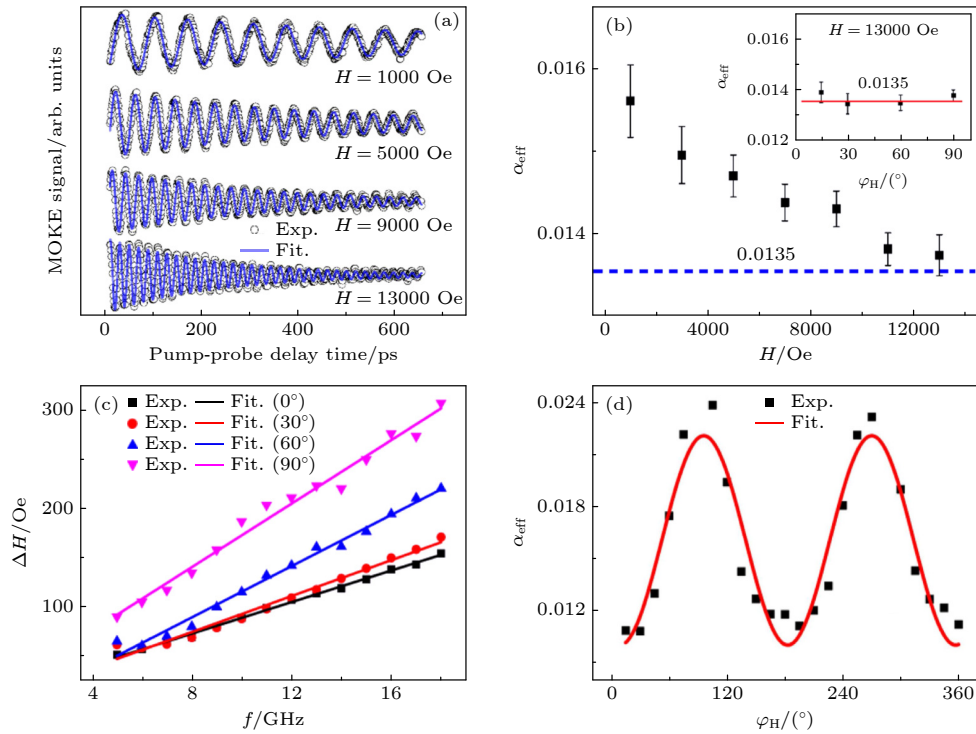 (a)
MOKE signal/arb. units
H = 1000 Oe
H = 5000 Oe
H = 9000 Oe
Exp.
Fit.
H = 13000 Oe
0 200 400 600
Pump-probe delay time/ps
(b)
0.016
0.014
αeff
0.0135
0 4000 8000 12000
H/Oe
H = 13000 Oe
0.016
0.014
0.012
αeff
0.0135
0 30 60 90
φH/(°)
(c)
Exp. Fit. (0°)
Exp. Fit. (30°)
Exp. Fit. (60°)
Exp. Fit. (90°)
300
200
100
ΔH/Oe
4 8 12 16
f/GHz
(d)
Exp.
Fit.
0.024
0.018
0.012
αeff
0 120 240 360
φH/(°)